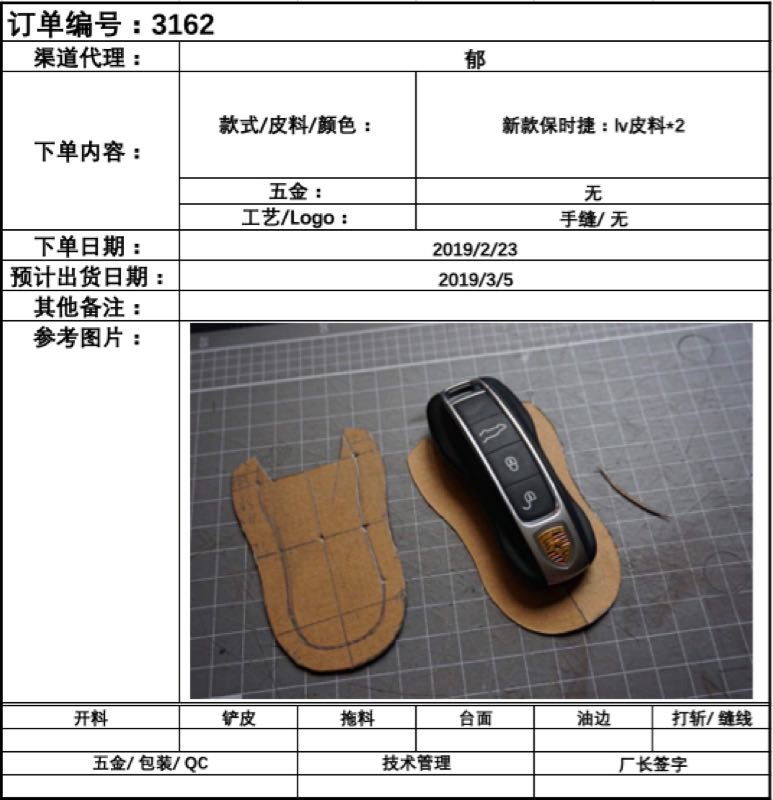 订单编号：3162
渠道代理： 郁
下单内容： 款式/皮料/颜色： 新款保时捷：lv皮料*2
五金： 无
工艺/Logo： 手缝/ 无
下单日期： 2019/2/23
预计出货日期： 2019/3/5
其他备注：
参考图片：
开料 铲皮 拖料 台面 油边 打斩/ 缝线
五金/ 包装/ QC 技术管理 厂长签字